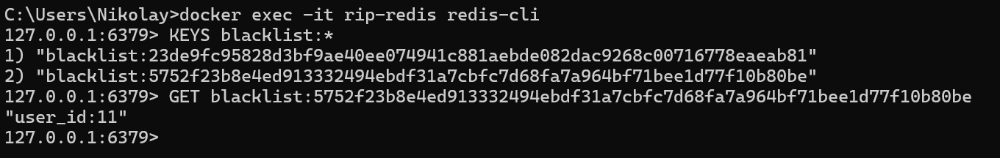 C:\Users\Nikolay>docker exec -it rip-redis redis-cli
127.0.0.1:6379> KEYS blacklist:*
1) "blacklist:23de9fc95828d3bf9ae40ee074941c881aebde082dac9268c00716778eaeab81"
2) "blacklist:5752f23b8e4ed913332494ebdf31a7cbfc7d68fa7a964bf71bee1d77f10b80be"
127.0.0.1:6379> GET blacklist:5752f23b8e4ed913332494ebdf31a7cbfc7d68fa7a964bf71bee1d77f10b80be
"user_id:11"
127.0.0.1:6379>